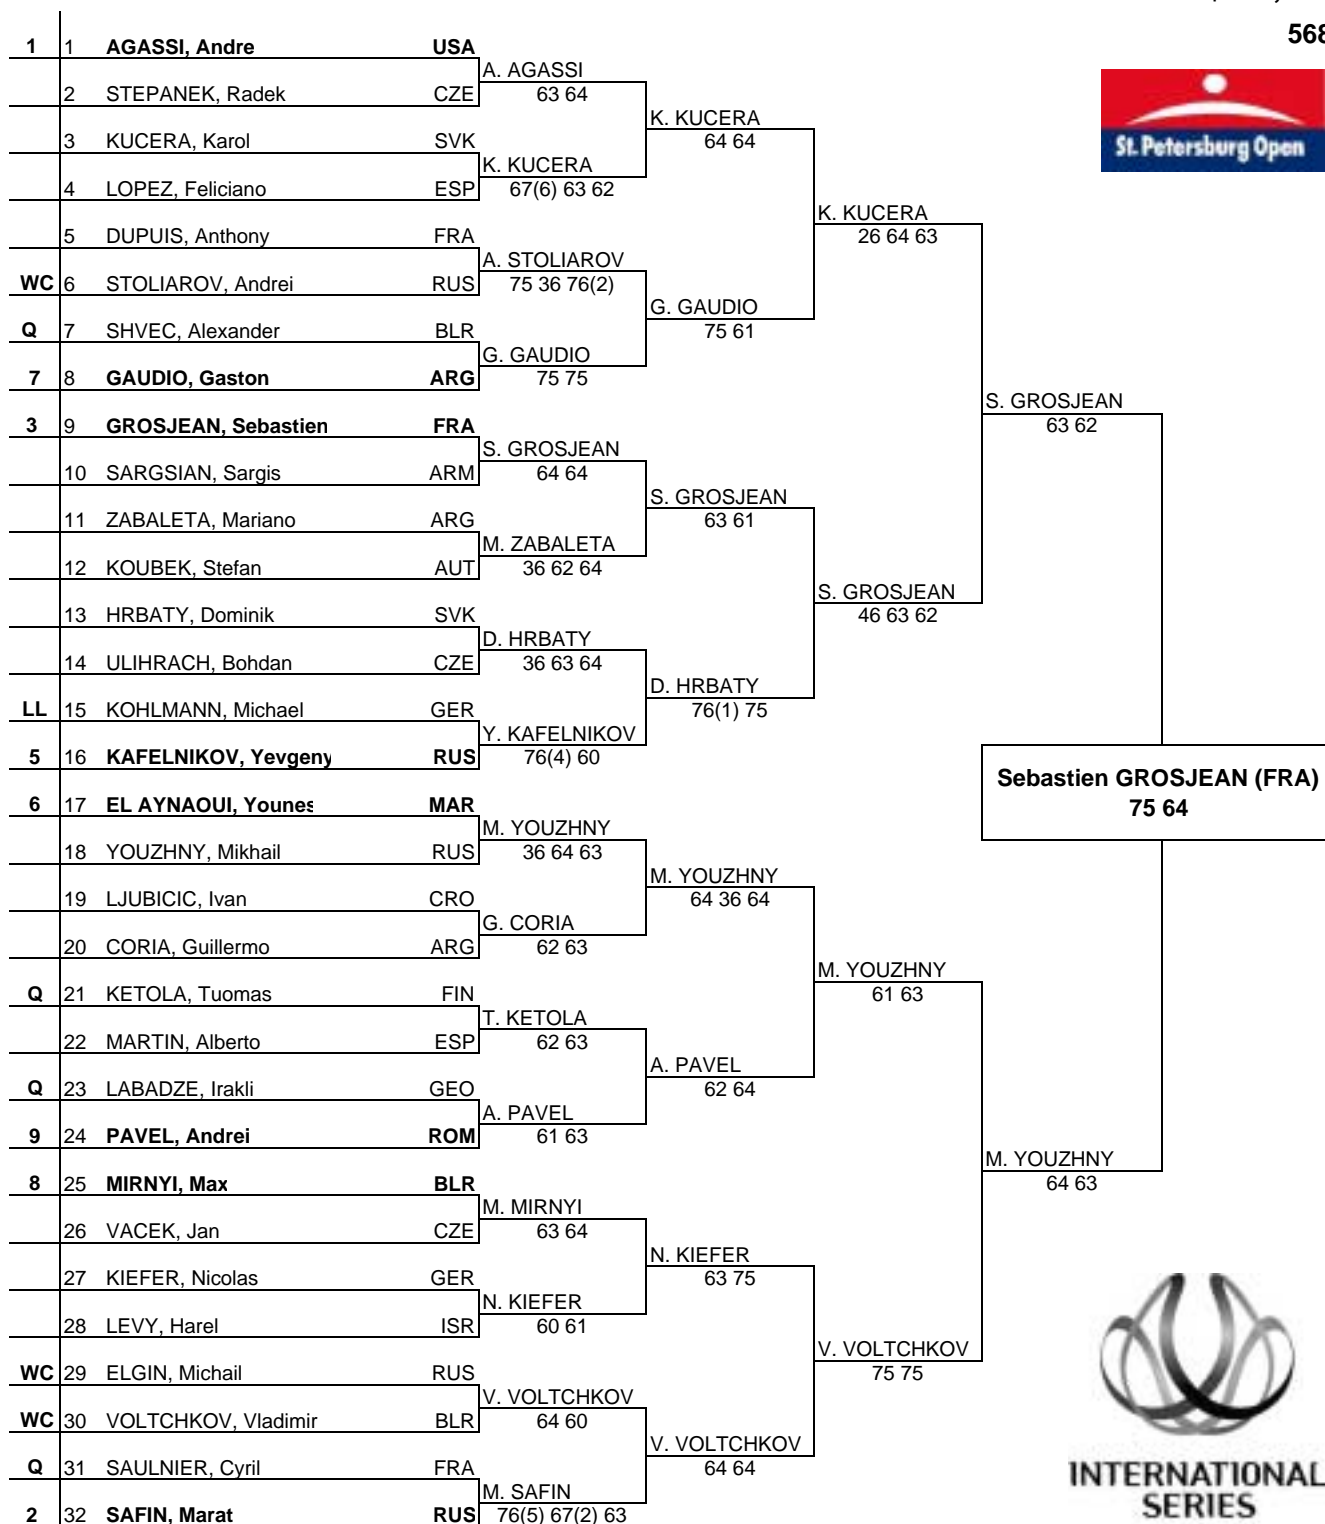 568
1 1 AGASSI, Andre USA
2 STEPANEK, Radek CZE
3 KUCERA, Karol SVK
4 LOPEZ, Feliciano ESP
5 DUPUIS, Anthony FRA
WC 6 STOLIAROV, Andrei RUS
Q 7 SHVEC, Alexander BLR
7 8 GAUDIO, Gaston ARG
3 9 GROSJEAN, Sebastien FRA
10 SARGSIAN, Sargis ARM
11 ZABALETA, Mariano ARG
12 KOUBEK, Stefan AUT
13 HRBATY, Dominik SVK
14 ULIHRACH, Bohdan CZE
LL 15 KOHLMANN, Michael GER
5 16 KAFELNIKOV, Yevgeny RUS
6 17 EL AYNAOUI, Younes MAR
18 YOUZHNY, Mikhail RUS
19 LJUBICIC, Ivan CRO
20 CORIA, Guillermo ARG
Q 21 KETOLA, Tuomas FIN
22 MARTIN, Alberto ESP
Q 23 LABADZE, Irakli GEO
9 24 PAVEL, Andrei ROM
8 25 MIRNYI, Max BLR
26 VACEK, Jan CZE
27 KIEFER, Nicolas GER
28 LEVY, Harel ISR
WC 29 ELGIN, Michail RUS
WC 30 VOLTCHKOV, Vladimir BLR
Q 31 SAULNIER, Cyril FRA
2 32 SAFIN, Marat RUS
A. AGASSI
63 64
K. KUCERA
67(6) 63 62
A. STOLIAROV
75 36 76(2)
G. GAUDIO
75 75
S. GROSJEAN
64 64
M. ZABALETA
36 62 64
D. HRBATY
36 63 64
Y. KAFELNIKOV
76(4) 60
M. YOUZHNY
36 64 63
G. CORIA
62 63
T. KETOLA
62 63
A. PAVEL
61 63
M. MIRNYI
63 64
N. KIEFER
60 61
V. VOLTCHKOV
64 60
M. SAFIN
76(5) 67(2) 63
K. KUCERA
64 64
G. GAUDIO
75 61
S. GROSJEAN
63 61
D. HRBATY
76(1) 75
M. YOUZHNY
64 36 64
A. PAVEL
62 64
N. KIEFER
63 75
V. VOLTCHKOV
64 64
K. KUCERA
26 64 63
S. GROSJEAN
46 63 62
M. YOUZHNY
61 63
V. VOLTCHKOV
75 75
S. GROSJEAN
63 62
M. YOUZHNY
64 63
Sebastien GROSJEAN (FRA)
75 64
St. Petersburg Open
INTERNATIONAL
SERIES